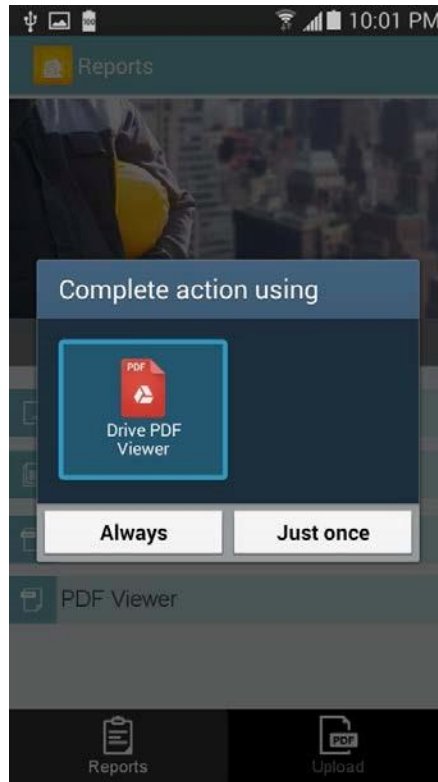 100
10:01 PM
Reports
Complete action using
PDF
Drive PDF
Viewer
Always
Just once
PDF Viewer
Reports
PDF
Upload